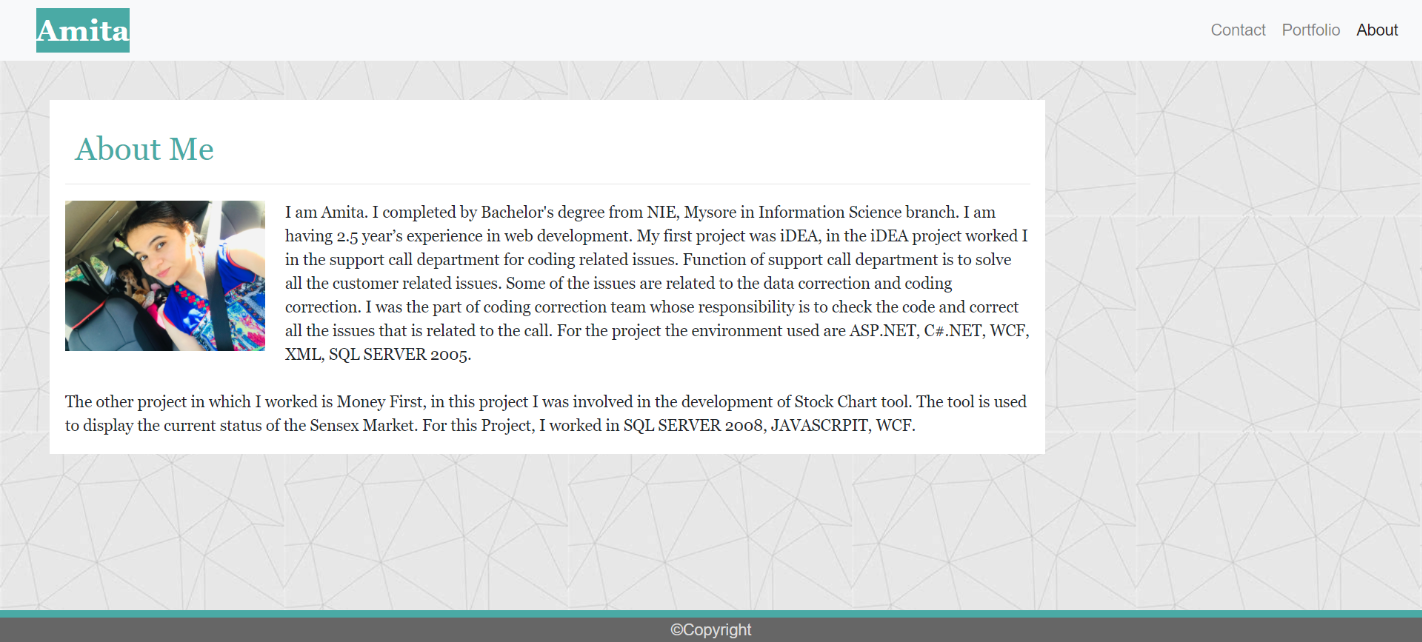 Amita
Contact Portfolio About
About Me
I am Amita. I completed by Bachelor's degree from NIE, Mysore in Information Science branch. I am
having 2.5 year's experience in web development. My first project was iDEA, in the iDEA project worked I
in the support call department for coding related issues. Function of support call department is to solve
all the customer related issues. Some of the issues are related to the data correction and coding
correction. I was the part of coding correction team whose responsibility is to check the code and correct
all the issues that is related to the call. For the project the environment used are ASP.NET, C#.NET, WCF,
XML, SQL SERVER 2005.
The other project in which I worked is Money First, in this project I was involved in the development of Stock Chart tool. The tool is used
to display the current status of the Sensex Market. For this Project, I worked in SQL SERVER 2008, JAVASCRPIT, WCF.
©Copyright